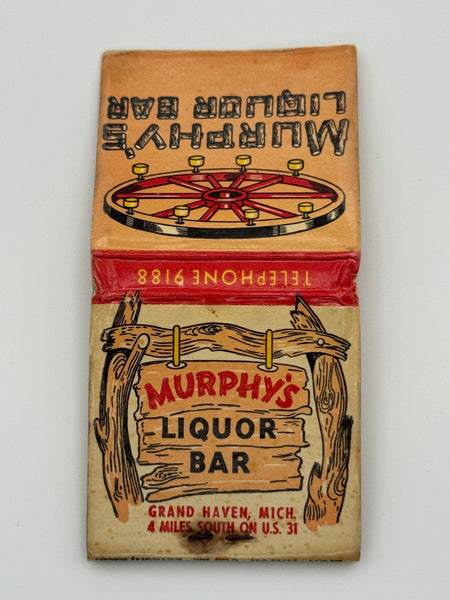 MURPHY'S
LIQUOR BAR
TELEPHONE 9188
MURPHY'S
LIQUOR
BAR
GRAND HAVEN, MICH.
4 MILES SOUTH ON U.S. 31